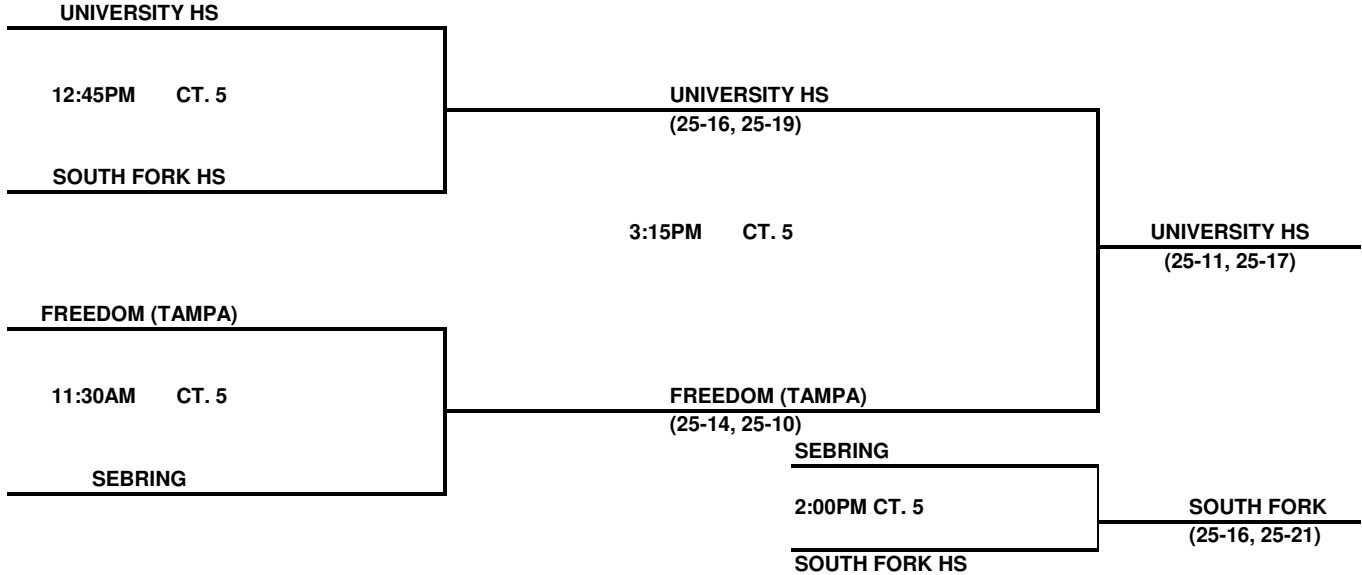 UNIVERSITY HS
12:45PM CT. 5
UNIVERSITY HS
(25-16, 25-19)
SOUTH FORK HS
3:15PM CT. 5
UNIVERSITY HS
(25-11, 25-17)
FREEDOM (TAMPA)
11:30AM CT. 5
FREEDOM (TAMPA)
(25-14, 25-10)
SEBRING
SEBRING
2:00PM CT. 5
SOUTH FORK
(25-16, 25-21)
SOUTH FORK HS